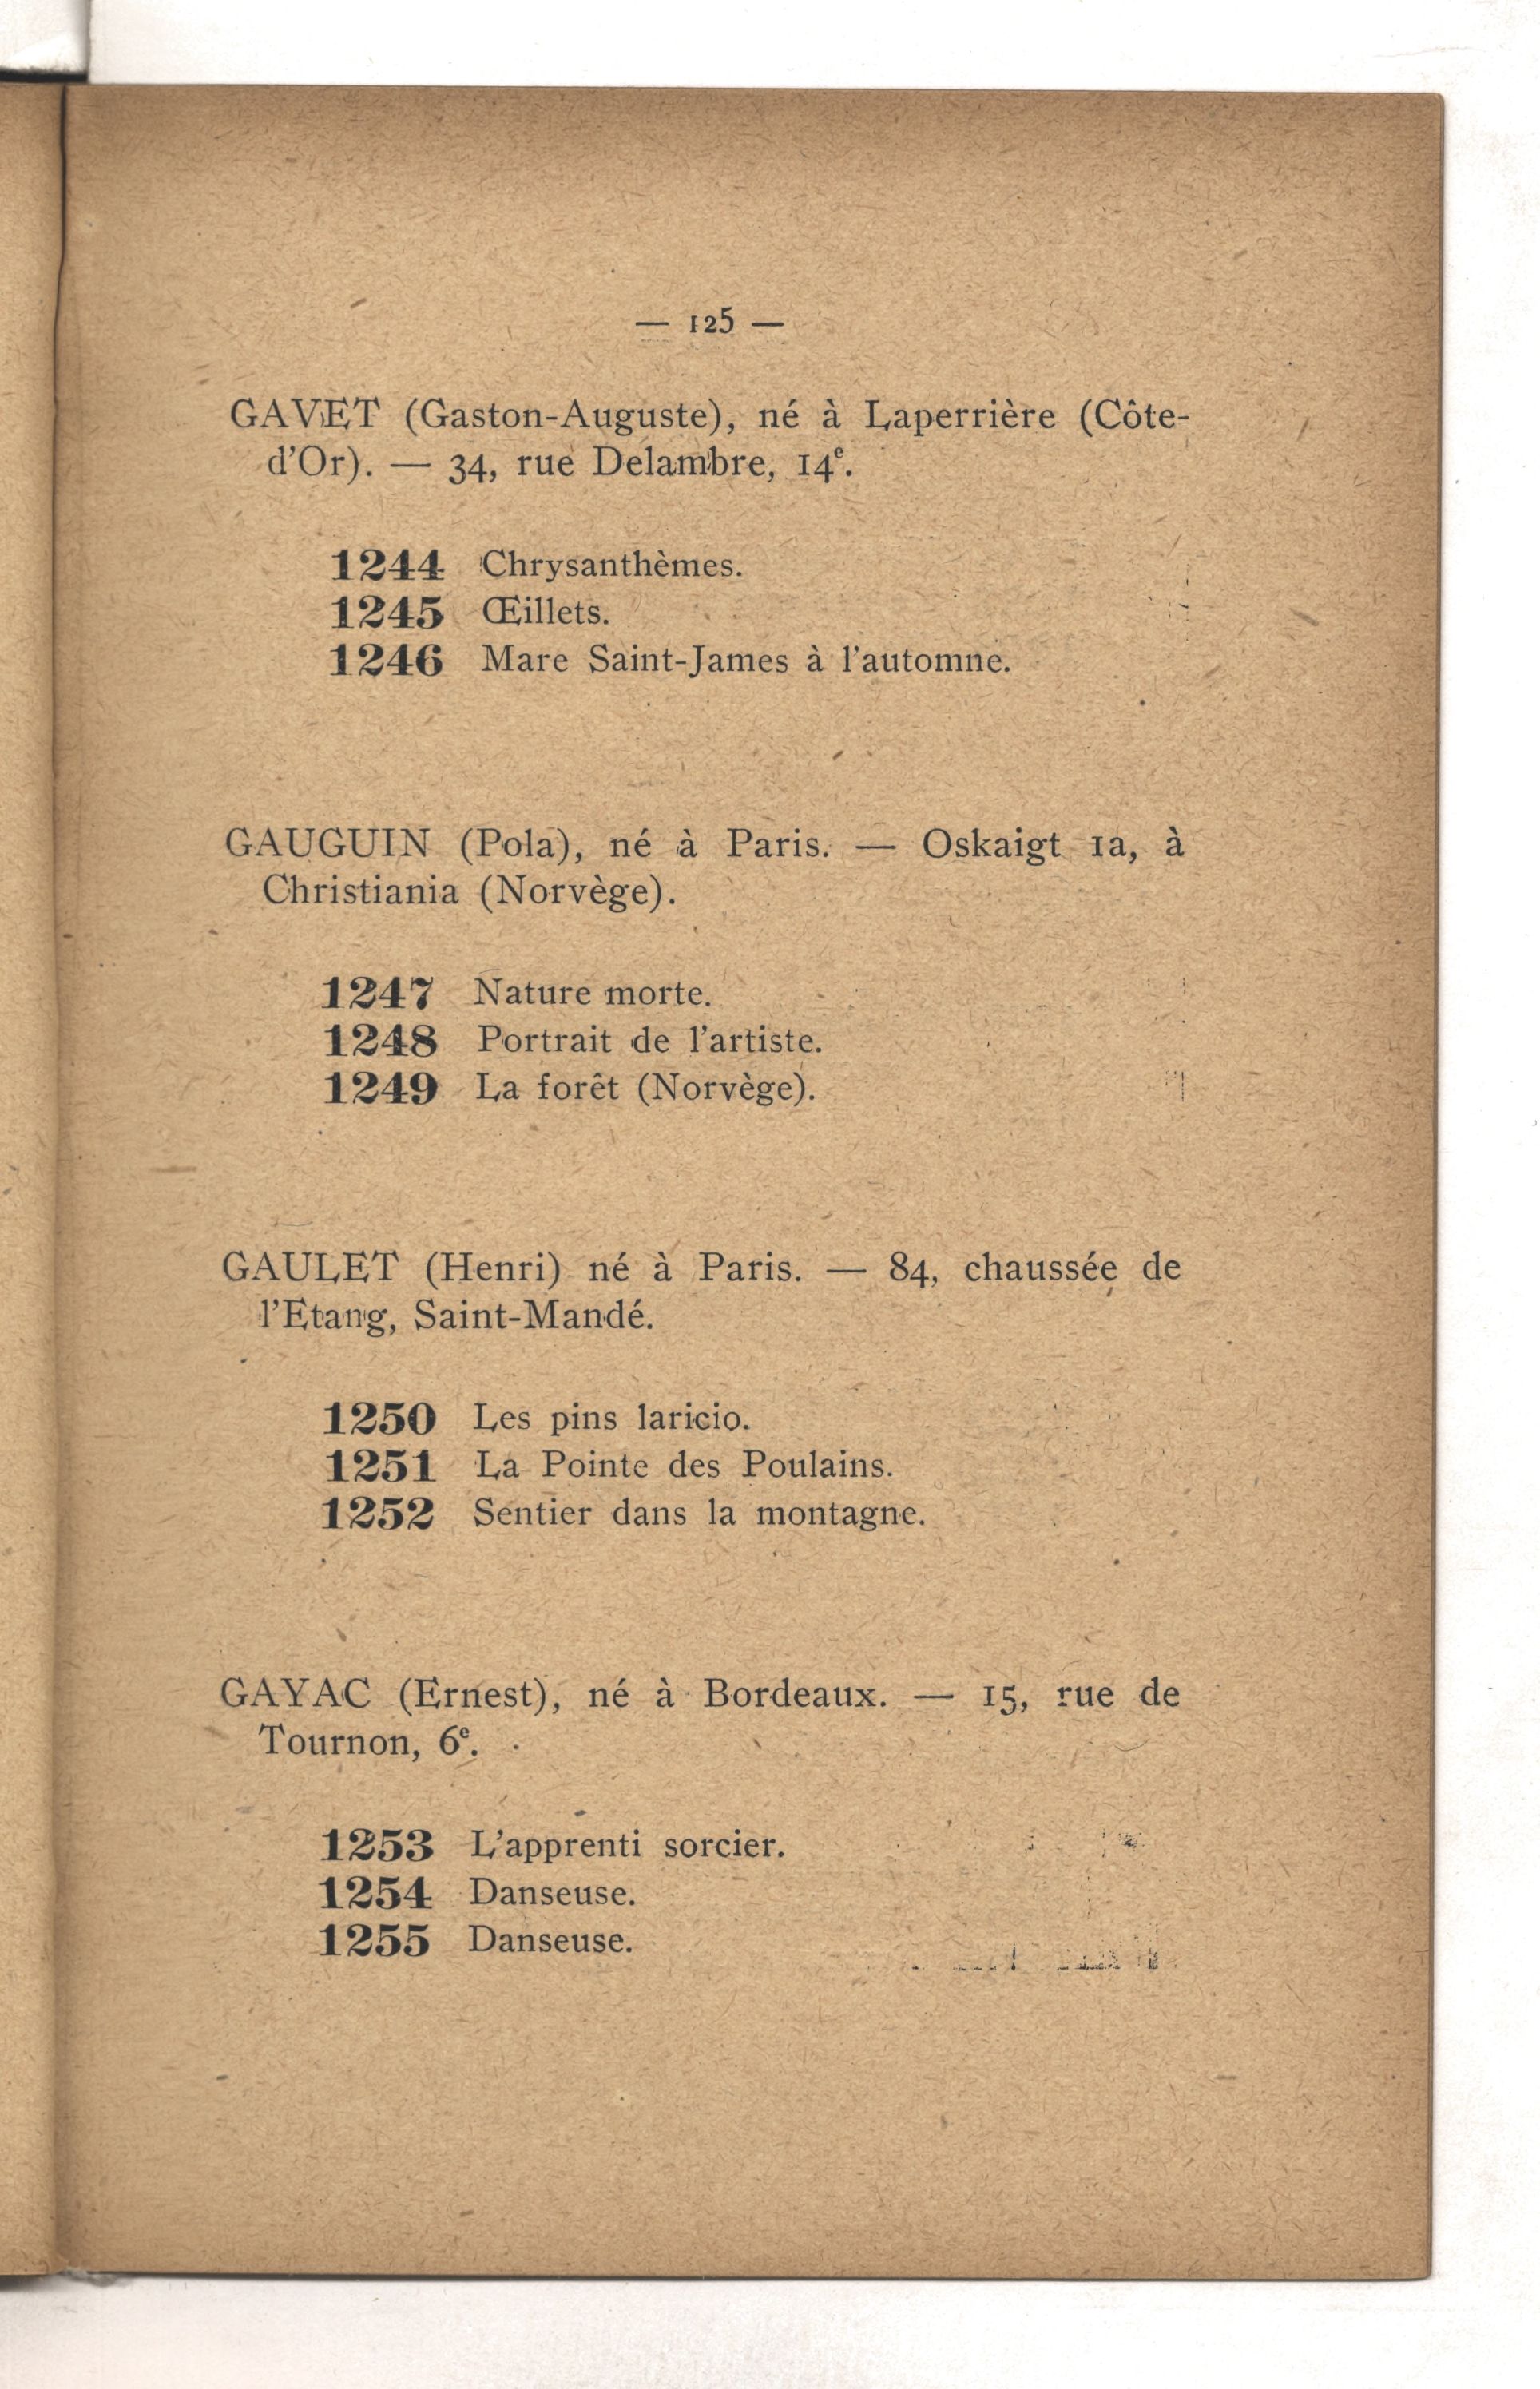 — 125 —
GAVET (Gaston-Auguste), né à Laperrière (Côte-
d'Or). — 34, rue Delambre, 14e.
1244 Chrysanthèmes.
1245 Œillets.
1246 Mare Saint-James à l'automne.
GAUGUIN (Pola), né à Paris. — Oskaigt 1a, à
Christiania (Norvège).
1247 Nature morte.
1248 Portrait de l'artiste.
1249 La forêt (Norvège).
GAULET (Henri) né à Paris. — 84, chaussée de
l'Etang, Saint-Mandé.
1250 Les pins laricio.
1251 La Pointe des Poulains.
1252 Sentier dans la montagne.
GAYAC (Ernest), né à Bordeaux. — 15, rue de
Tournon, 6e.
1253 L'apprenti sorcier.
1254 Danseuse.
1255 Danseuse.